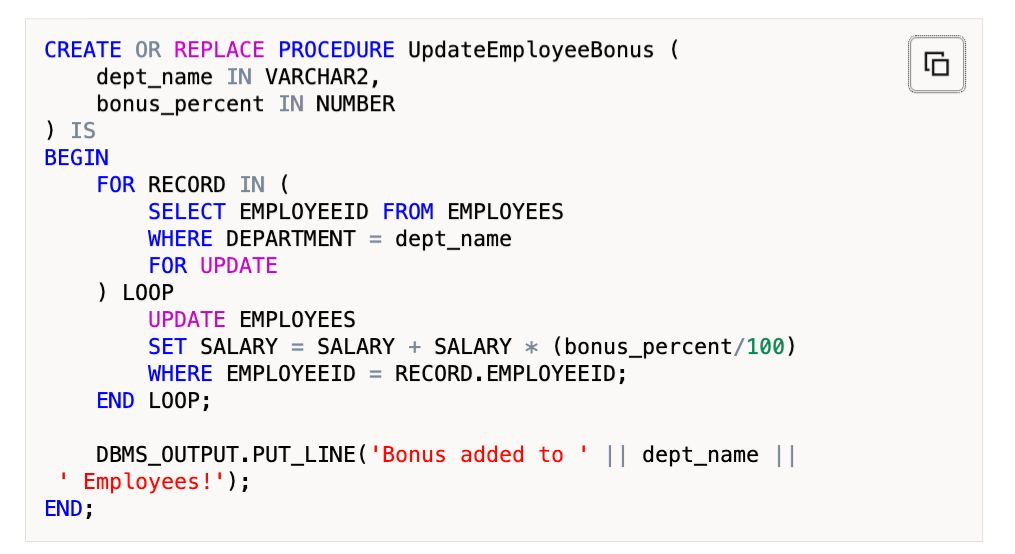 CREATE OR REPLACE PROCEDURE UpdateEmployeeBonus (
    dept_name IN VARCHAR2,
    bonus_percent IN NUMBER
) IS
BEGIN
    FOR RECORD IN (
        SELECT EMPLOYEEID FROM EMPLOYEES
        WHERE DEPARTMENT = dept_name
        FOR UPDATE
    ) LOOP
        UPDATE EMPLOYEES
        SET SALARY = SALARY + SALARY * (bonus_percent/100)
        WHERE EMPLOYEEID = RECORD.EMPLOYEEID;
    END LOOP;

    DBMS_OUTPUT.PUT_LINE('Bonus added to ' || dept_name ||
 ' Employees!');
END;